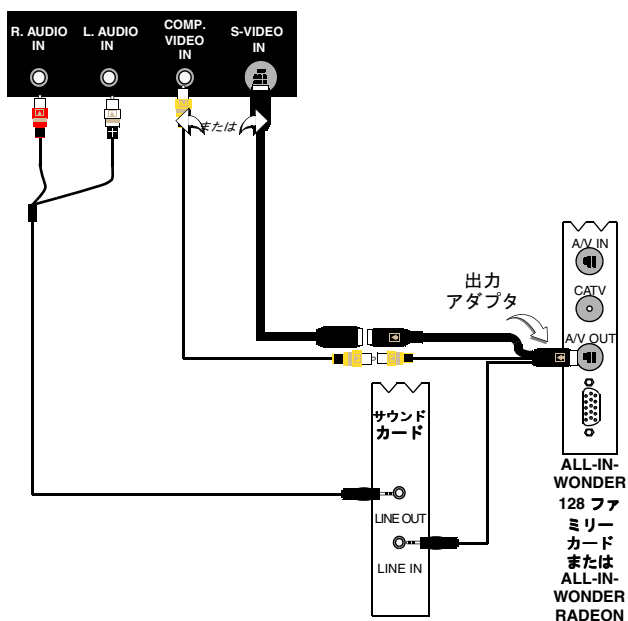 R. AUDIO
IN
L. AUDIO
IN
COMP.
VIDEO
IN
S-VIDEO
IN
または
出力
アダプタ
A/V IN
CATV
A/V OUT
サウンド
カード
LINE OUT
LINE IN
ALL-IN-
WONDER
128 ファ
ミリー
カード
または
ALL-IN-
WONDER
RADEON